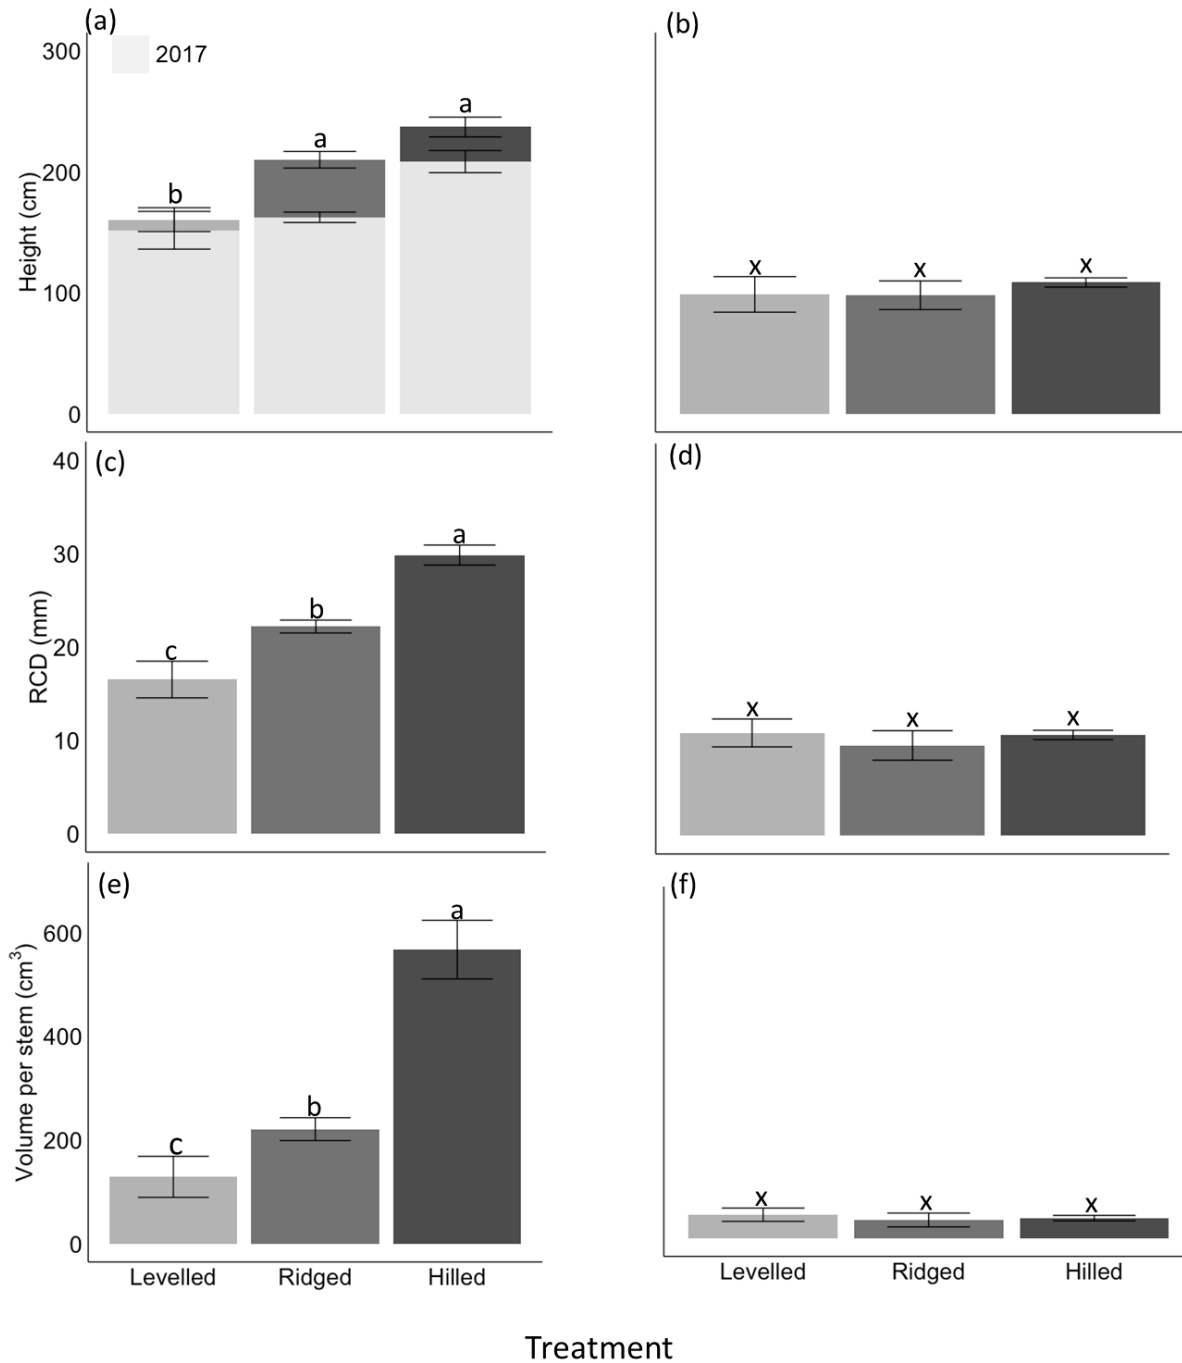 (a)
(b)
300
2017
a
a
b
200
100
0
Height (cm)
x
x
x
(c)
(d)
40
30
20
10
0
RCD (mm)
a
b
c
x
x
x
(e)
(f)
600
400
200
0
Volume per stem (cm³)
a
b
c
x
x
x
Levelled Ridged Hilled
Levelled Ridged Hilled
Treatment